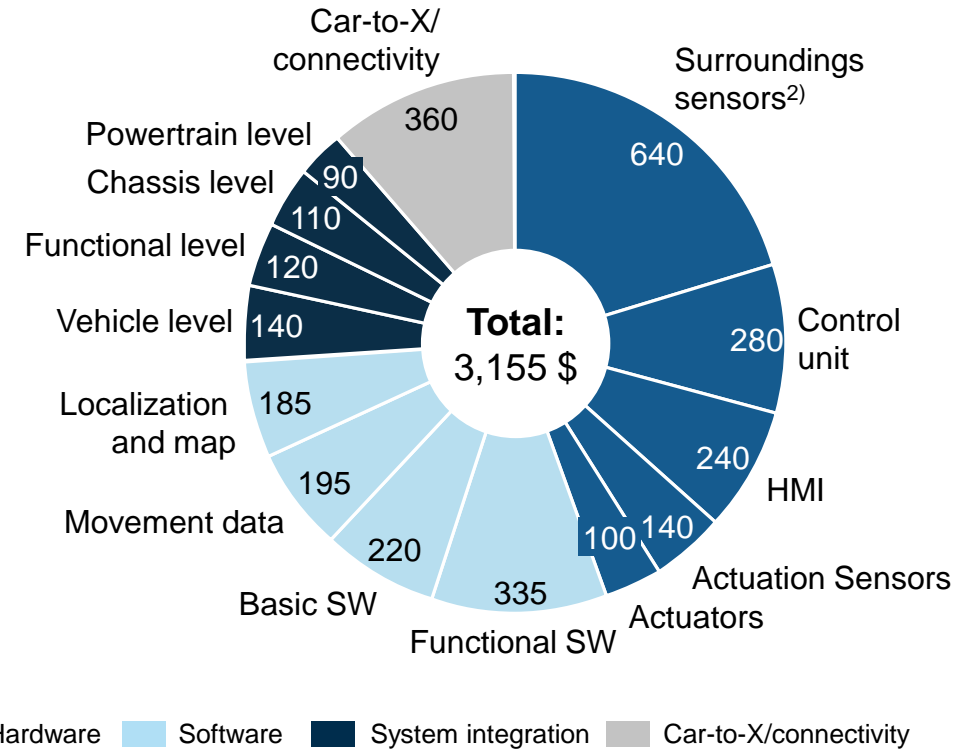 Car-to-X/
connectivity
Surroundings
sensors2)
360
640
Powertrain level
90
Chassis level
110
Functional level
120
Vehicle level
140
Total:
3,155 $
280
Control
unit
Localization
and map
185
240
HMI
195
Movement data
100
140
220
Basic SW
335
Actuation Sensors
Actuators
Functional SW
Software
System integration
Car-to-X/connectivity